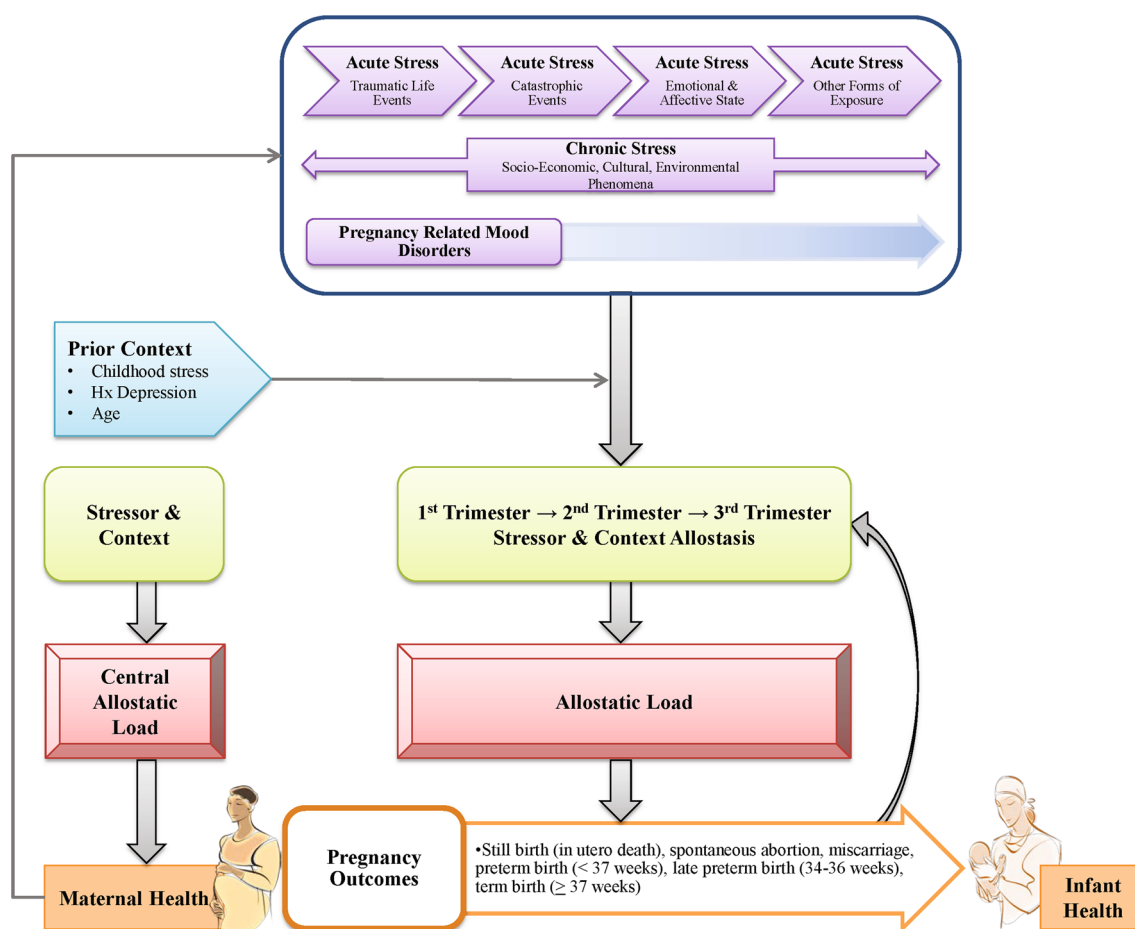 Acute Stress
Traumatic Life
Events
Acute Stress
Catastrophic
Events
Acute Stress
Emotional &
Affective State
Acute Stress
Other Forms of
Exposure
Chronic Stress
Socio-Economic, Cultural, Environmental
Phenomena
Pregnancy Related Mood
Disorders
Prior Context
• Childhood stress
• Hx Depression
• Age
Stressor &
Context
1st Trimester → 2nd Trimester → 3rd Trimester
Stressor & Context Allostasis
Central
Allostatic
Load
Allostatic Load
Maternal Health
Pregnancy
Outcomes
•Still birth (in utero death), spontaneous abortion, miscarriage,
preterm birth (< 37 weeks), late preterm birth (34-36 weeks),
term birth (≥ 37 weeks)
Infant
Health